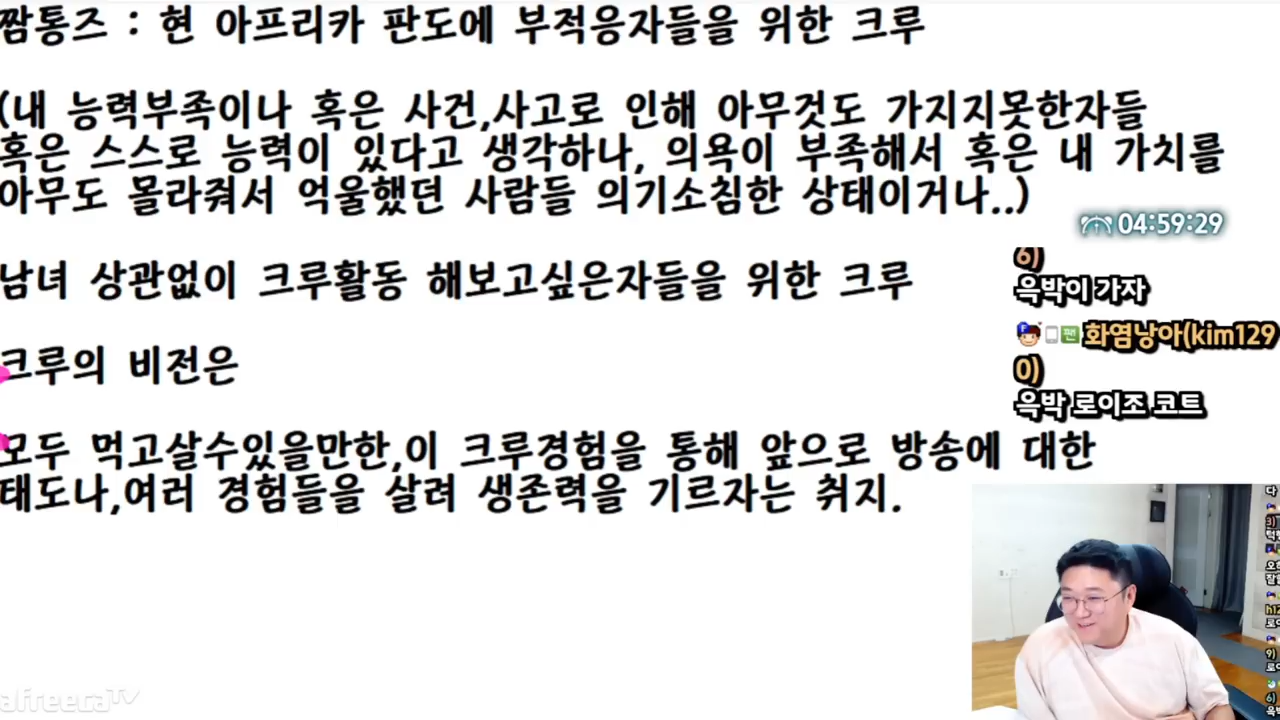 짬통즈 : 현 아프리카 판도에 부적응자들을 위한 크루
(내 능력부족이나 혹은 사건,사고로 인해 아무것도 가지지못한자들
혹은 스스로 능력이 있다고 생각하나, 의욕이 부족해서 혹은 내 가치를
아무도 몰라줘서 억울했던 사람들 의기소침한 상태이거나..)
04:59:29
남녀 상관없이 크루활동 해보고싶은자들을 위한 크루
6)
윽박이 가자
팬 화염낭아(kim129
0)
윽박 로이조 코트
크루의 비전은
모두 먹고살수있을만한,이 크루경험을 통해 앞으로 방송에 대한
태도나,여러 경험들을 살려 생존력을 기르자는 취지.
afreecaTV